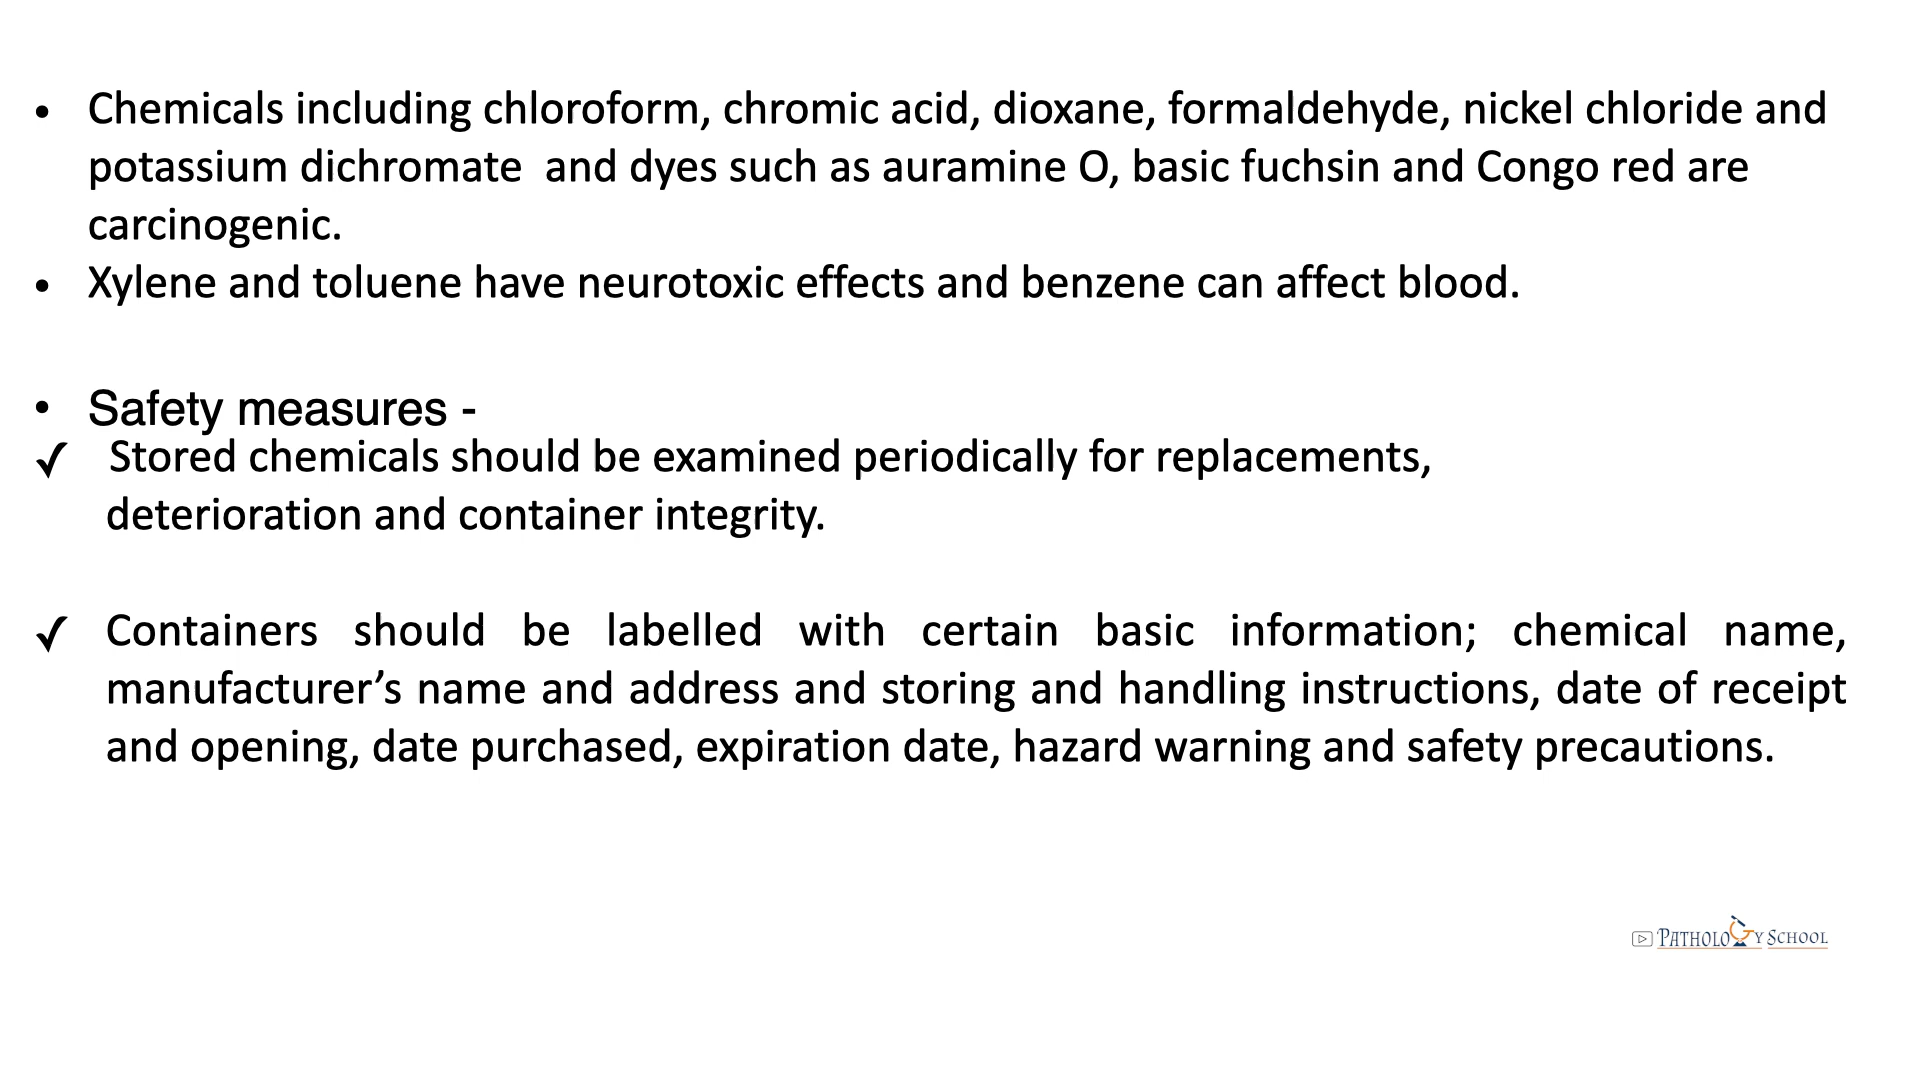 • Chemicals including chloroform, chromic acid, dioxane, formaldehyde, nickel chloride and
potassium dichromate  and dyes such as auramine O, basic fuchsin and Congo red are
carcinogenic.
• Xylene and toluene have neurotoxic effects and benzene can affect blood.
• Safety measures -
✓ Stored chemicals should be examined periodically for replacements,
deterioration and container integrity.
✓ Containers should be labelled with certain basic information; chemical name,
manufacturer’s name and address and storing and handling instructions, date of receipt
and opening, date purchased, expiration date, hazard warning and safety precautions.
PATHOLOGY SCHOOL